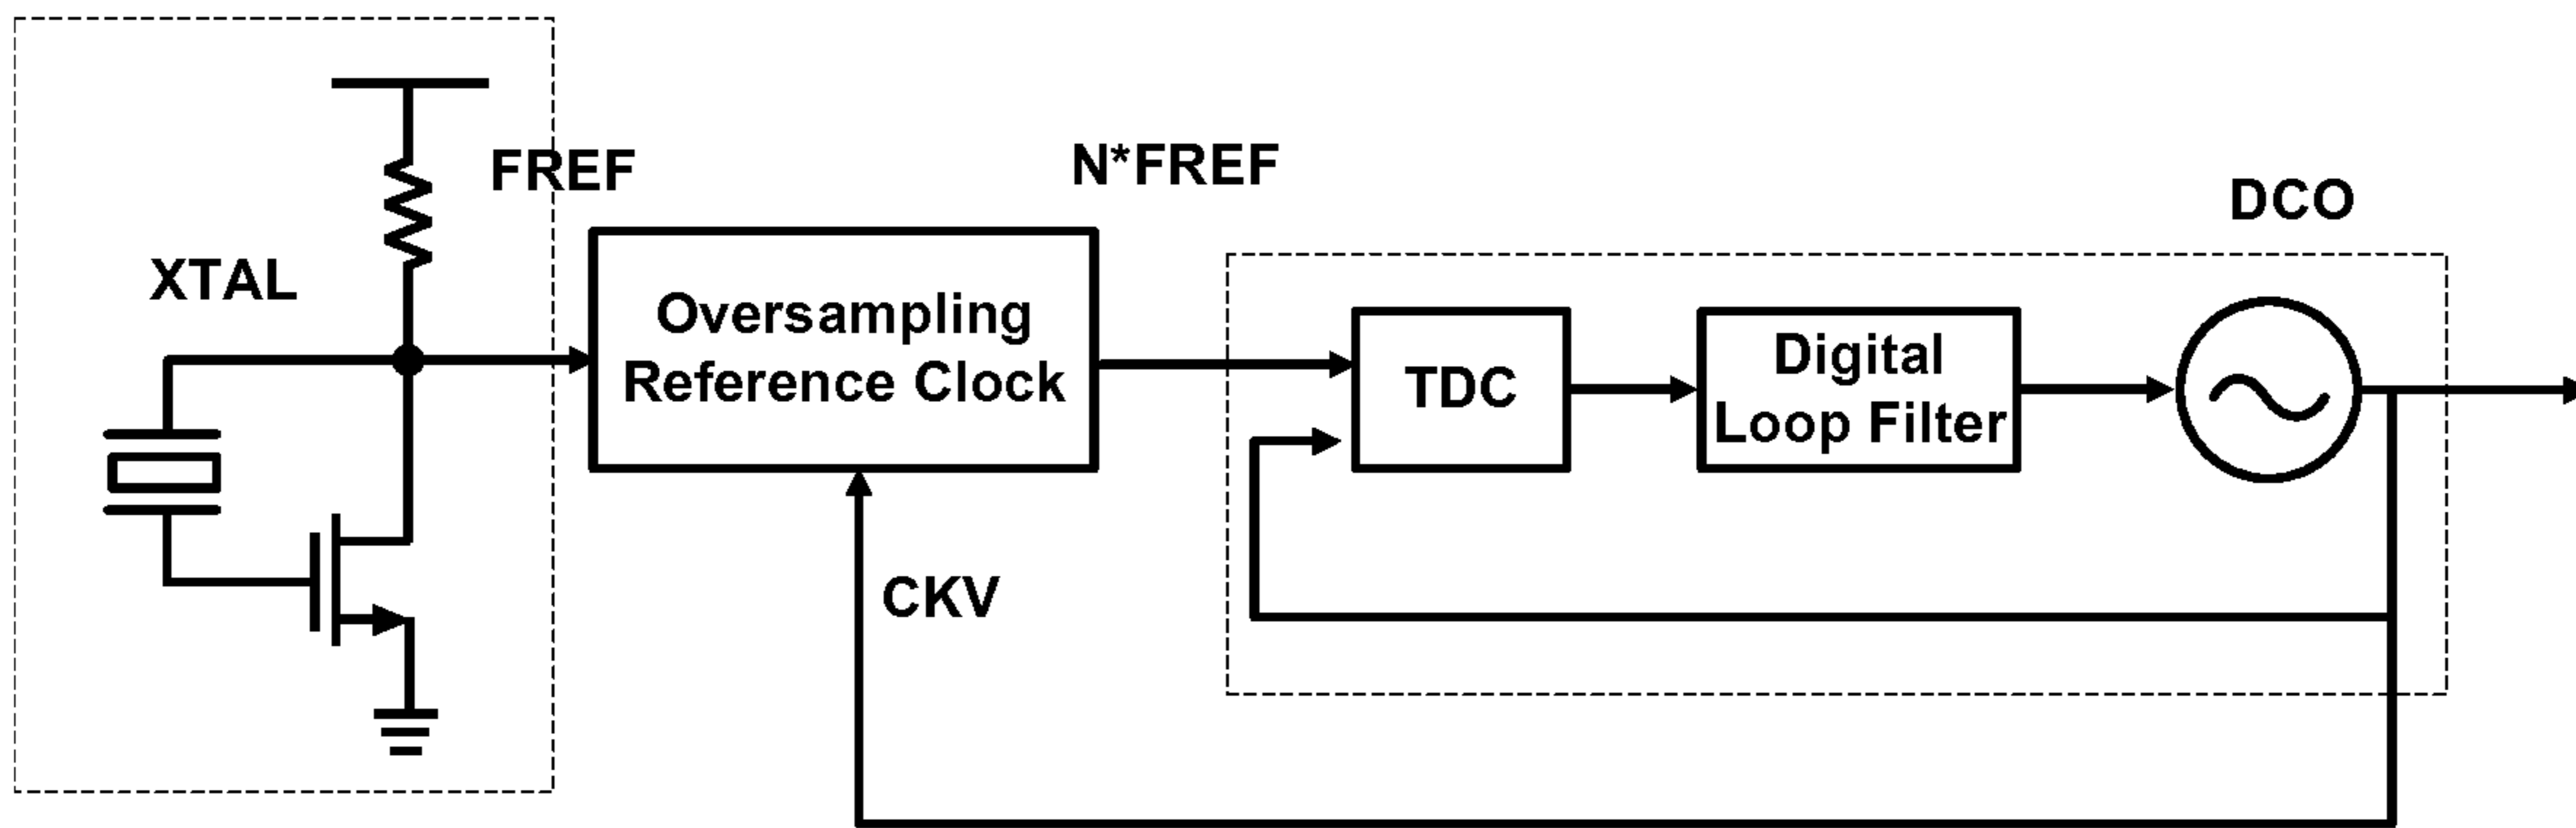 FREF
N*FREF
DCO
XTAL
Oversampling
Reference Clock
TDC
Digital
Loop Filter
CKV